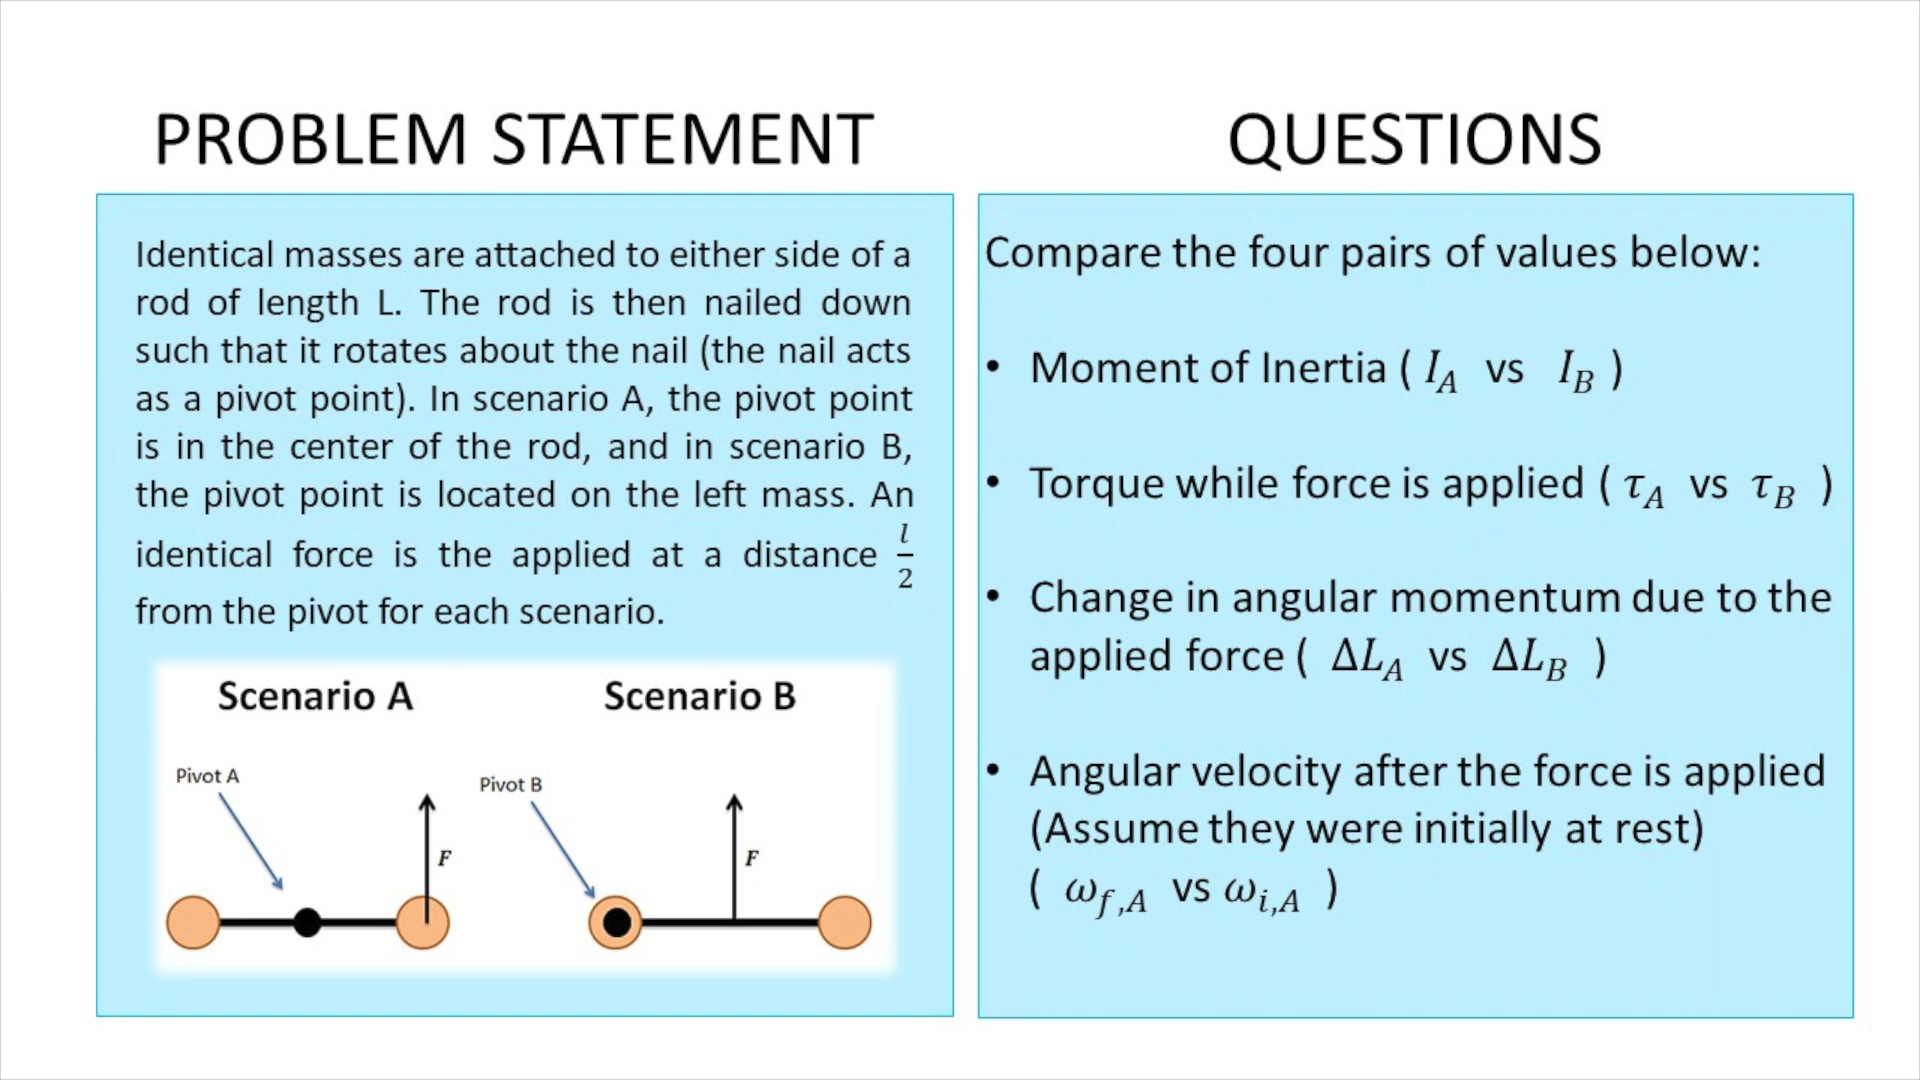 PROBLEM STATEMENT
Identical masses are attached to either side of a
rod of length L. The rod is then nailed down
such that it rotates about the nail (the nail acts
as a pivot point). In scenario A, the pivot point
is in the center of the rod, and in scenario B,
the pivot point is located on the left mass. An
identical force is the applied at a distance l/2
from the pivot for each scenario.
Scenario A
Scenario B
Pivot A
Pivot B
F
F
QUESTIONS
Compare the four pairs of values below:
• Moment of Inertia ( I_A vs I_B )
• Torque while force is applied ( τ_A vs τ_B )
• Change in angular momentum due to the
applied force ( ΔL_A vs ΔL_B )
• Angular velocity after the force is applied
(Assume they were initially at rest)
( ω_{f,A} vs ω_{i,A} )